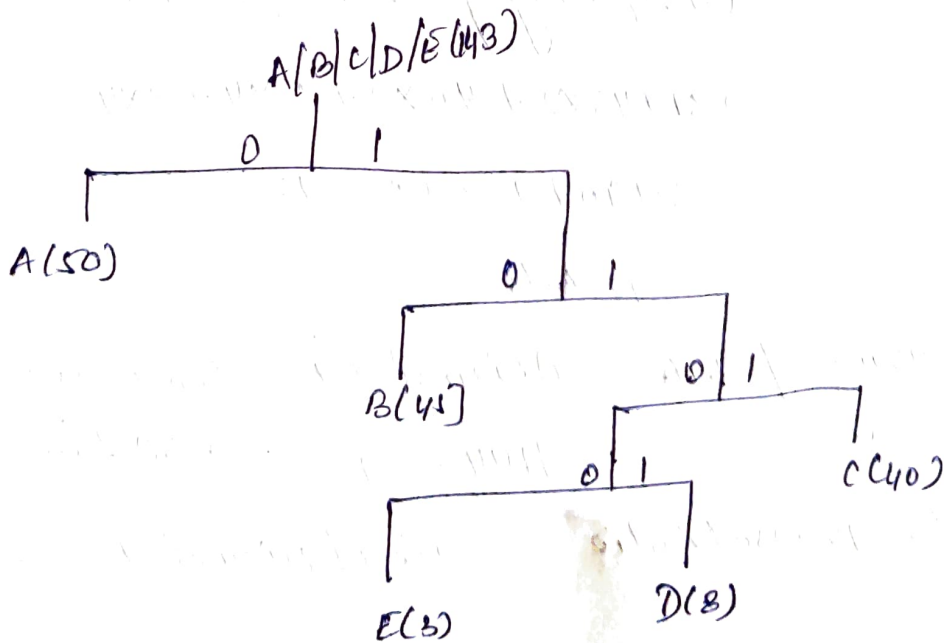 A/B/C/D/E(143)
0 1
A(50)
0 1
B(45)
0 1
C(40)
0 1
E(3)
D(8)